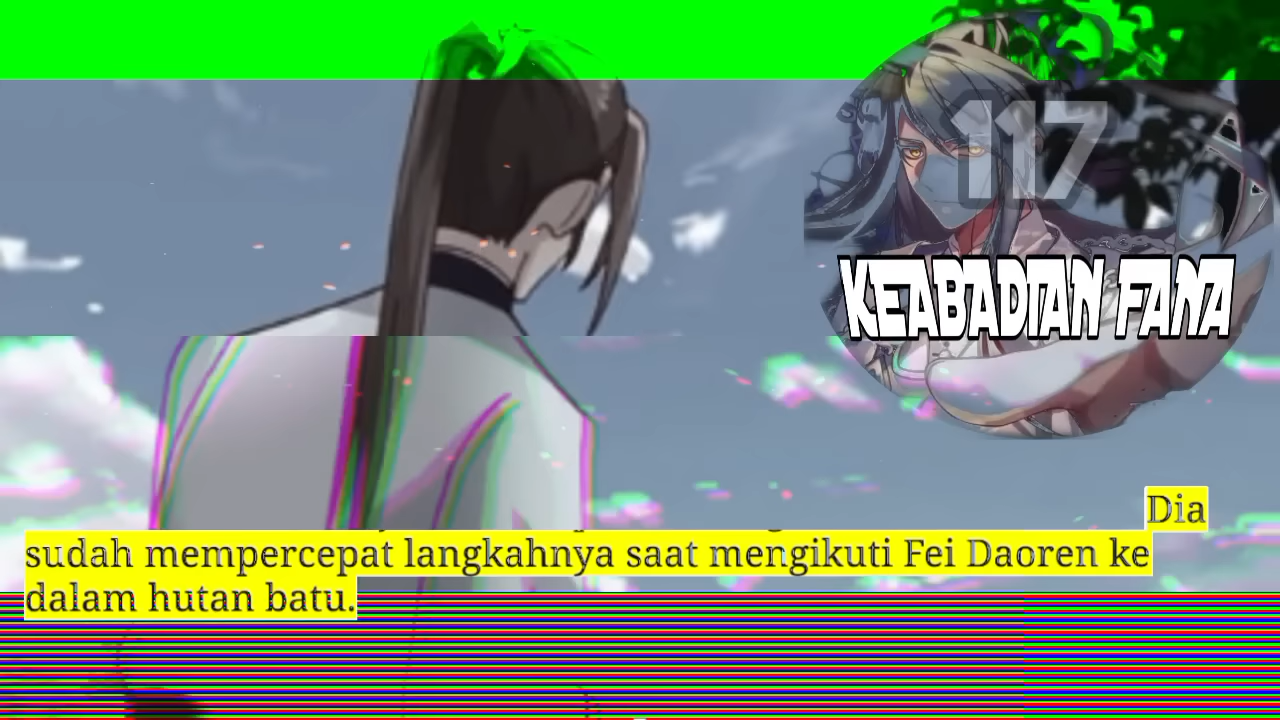 117
KEABADIAN FANA
Dia
sudah mempercepat langkahnya saat mengikuti Fei Daoren ke
dalam hutan batu.